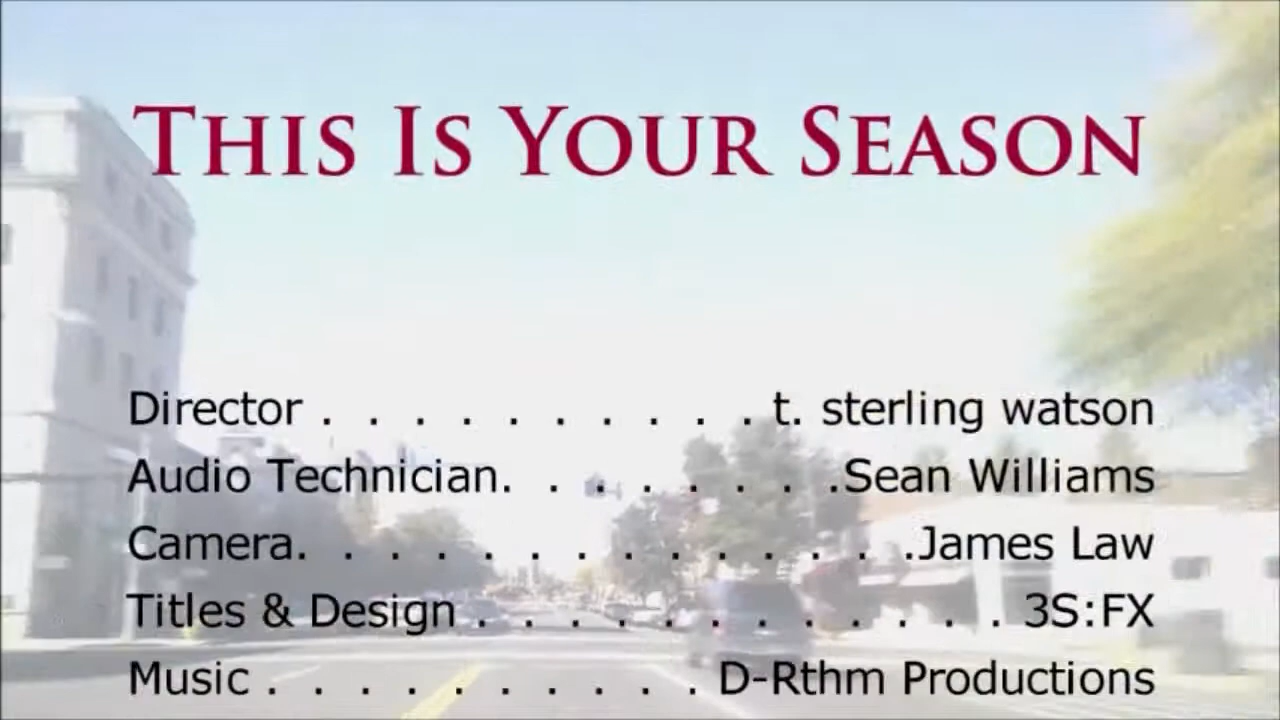 THIS IS YOUR SEASON
Director . . . . . . . . . . t. sterling watson
Audio Technician. . . . . . . .Sean Williams
Camera. . . . . . . . . . . . . .James Law
Titles & Design . . . . . . . . . . . . 3S:FX
Music . . . . . . . . . . D-Rthm Productions